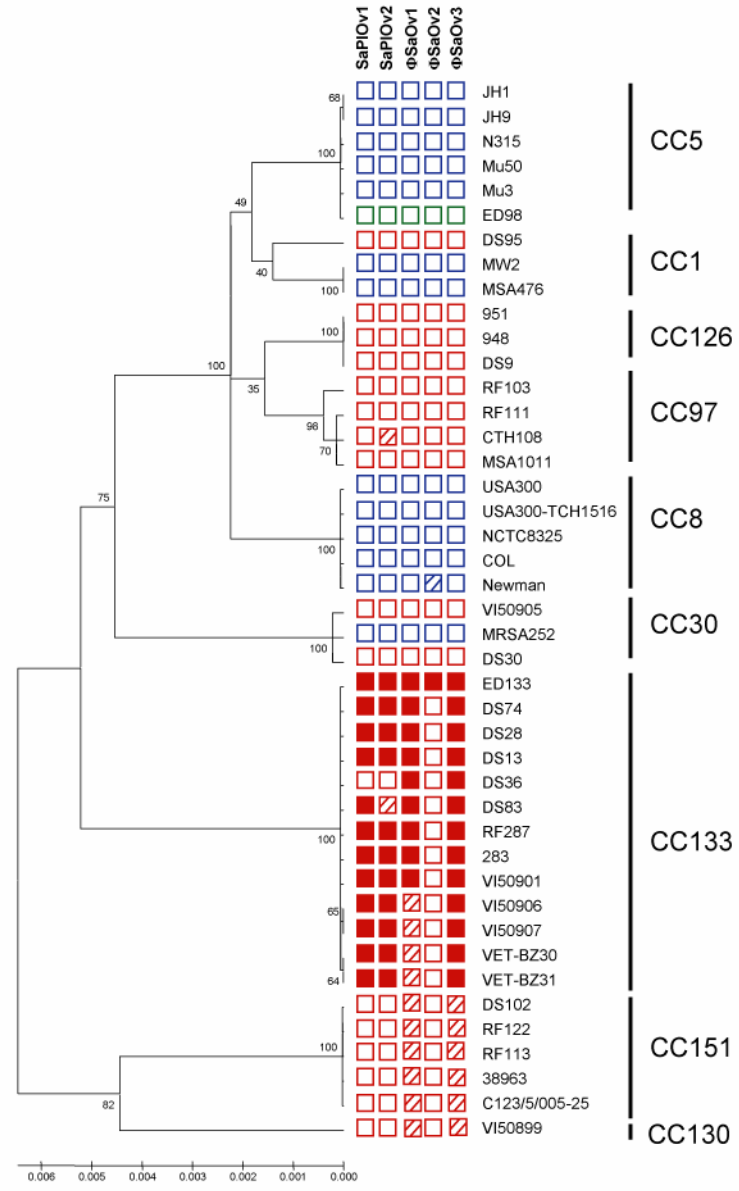 SaPIOv1 SaPIOv2 ΦSaOv1 ΦSaOv2 ΦSaOv3
JH1
JH9
N315
Mu50
Mu3
ED98
CC5
DS95
MW2
MSA476
CC1
951
948
DS9
CC126
RF103
RF111
CTH108
MSA1011
CC97
USA300
USA300-TCH1516
NCTC8325
COL
Newman
CC8
VI50905
MRSA252
DS30
CC30
ED133
DS74
DS28
DS13
DS36
DS83
RF287
283
VI50901
VI50906
VI50907
VET-BZ30
VET-BZ31
CC133
DS102
RF122
RF113
38963
C123/5/005-25
CC151
VI50899
CC130
68
100
49
40
100
100
100
35
98
70
75
100
100
100
65
64
100
82
0.006 0.005 0.004 0.003 0.002 0.001 0.000